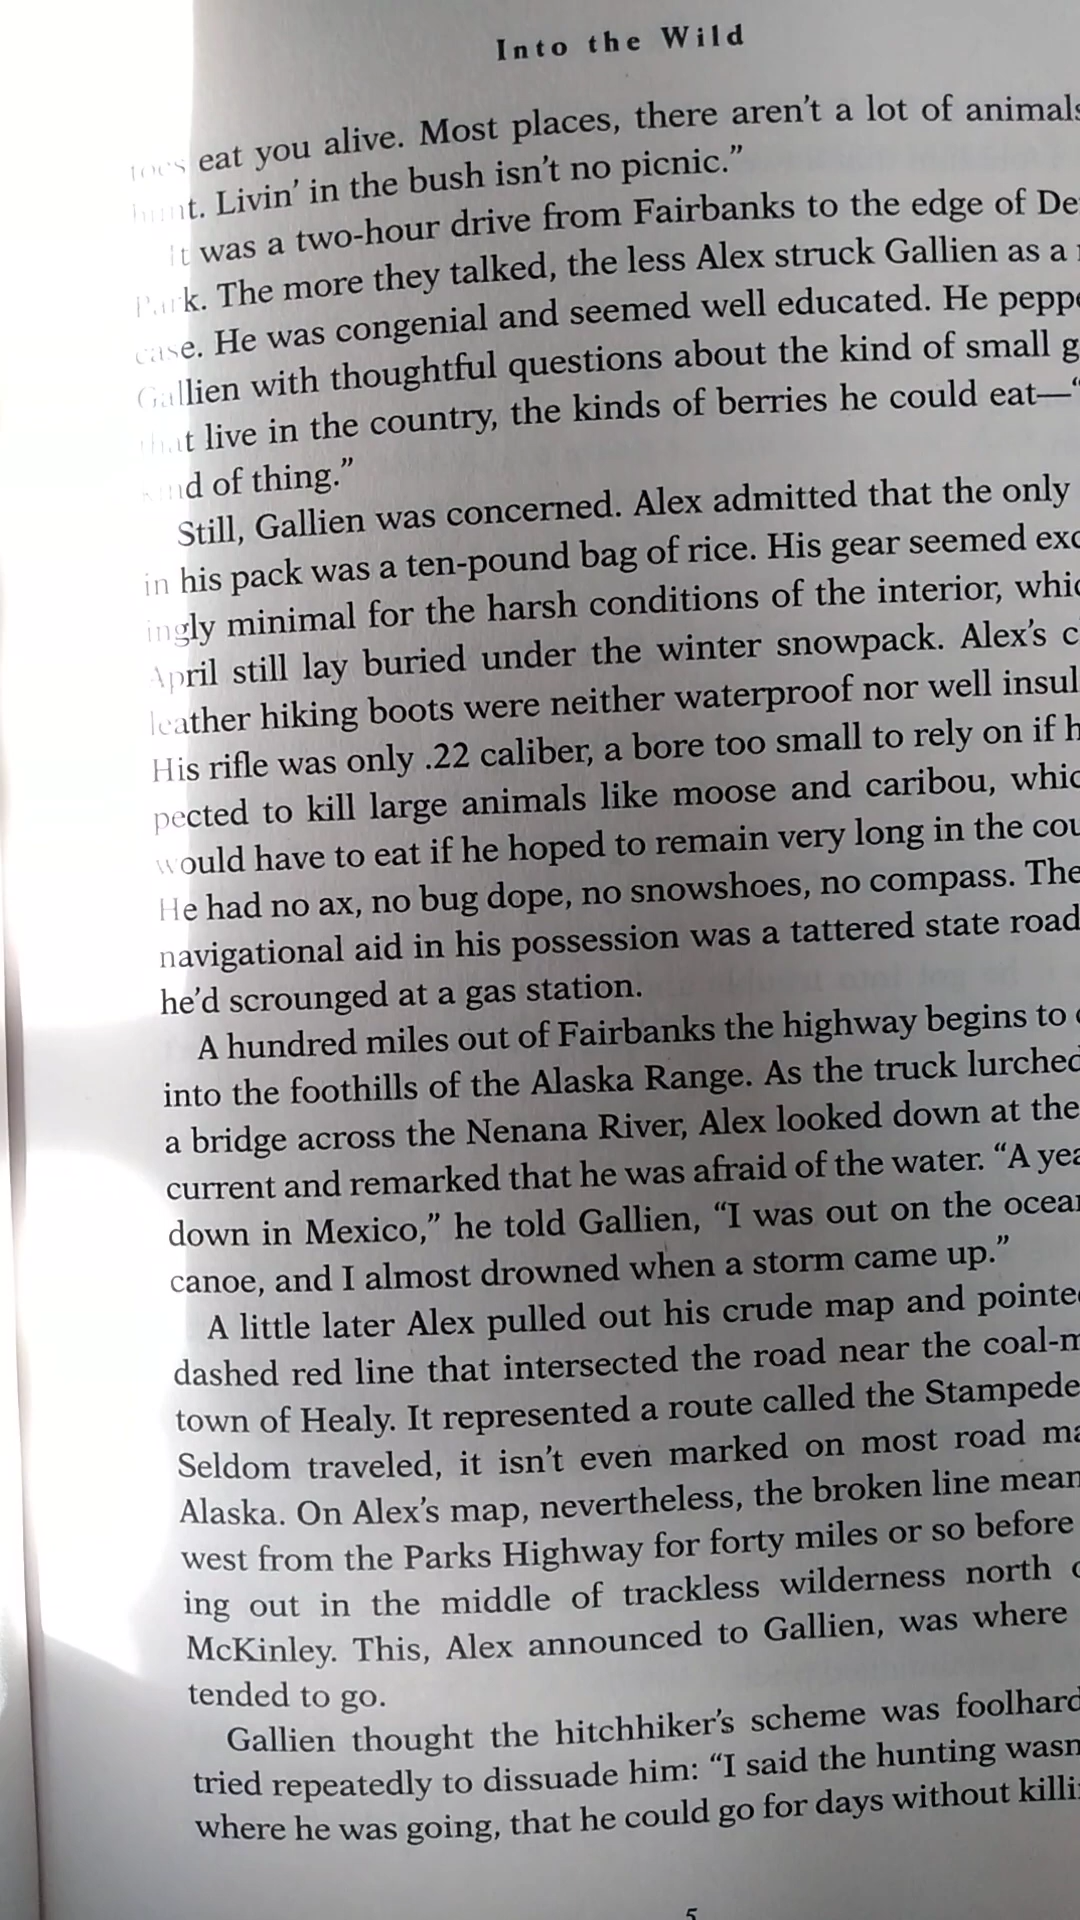 Into the Wild
eat you alive. Most places, there aren't a lot of animals
Livin' in the bush isn't no picnic."
It was a two-hour drive from Fairbanks to the edge of
Park. The more they talked, the less Alex struck Gallien as a
case. He was congenial and seemed well educated. He
Gallien with thoughtful questions about the kind of small
that live in the country, the kinds of berries he could eat—"
kind of thing."
Still, Gallien was concerned. Alex admitted that the only
in his pack was a ten-pound bag of rice. His gear seemed
ingly minimal for the harsh conditions of the interior,
April still lay buried under the winter snowpack. Alex's
leather hiking boots were neither waterproof nor well
His rifle was only .22 caliber, a bore too small to rely on if
pected to kill large animals like moose and caribou,
would have to eat if he hoped to remain very long in the
He had no ax, no bug dope, no snowshoes, no compass. The
navigational aid in his possession was a tattered state road
he'd scrounged at a gas station.
A hundred miles out of Fairbanks the highway begins to
into the foothills of the Alaska Range. As the truck lurched
a bridge across the Nenana River, Alex looked down at the
current and remarked that he was afraid of the water. "A
down in Mexico," he told Gallien, "I was out on the
canoe, and I almost drowned when a storm came up."
A little later Alex pulled out his crude map and
dashed red line that intersected the road near the
town of Healy. It represented a route called the Stampede
Seldom traveled, it isn't even marked on most road
Alaska. On Alex's map, nevertheless, the broken line
west from the Parks Highway for forty miles or so before
ing out in the middle of trackless wilderness north
McKinley. This, Alex announced to Gallien, was where
tended to go.
Gallien thought the hitchhiker's scheme was
tried repeatedly to dissuade him: "I said the hunting
where he was going, that he could go for days without
5